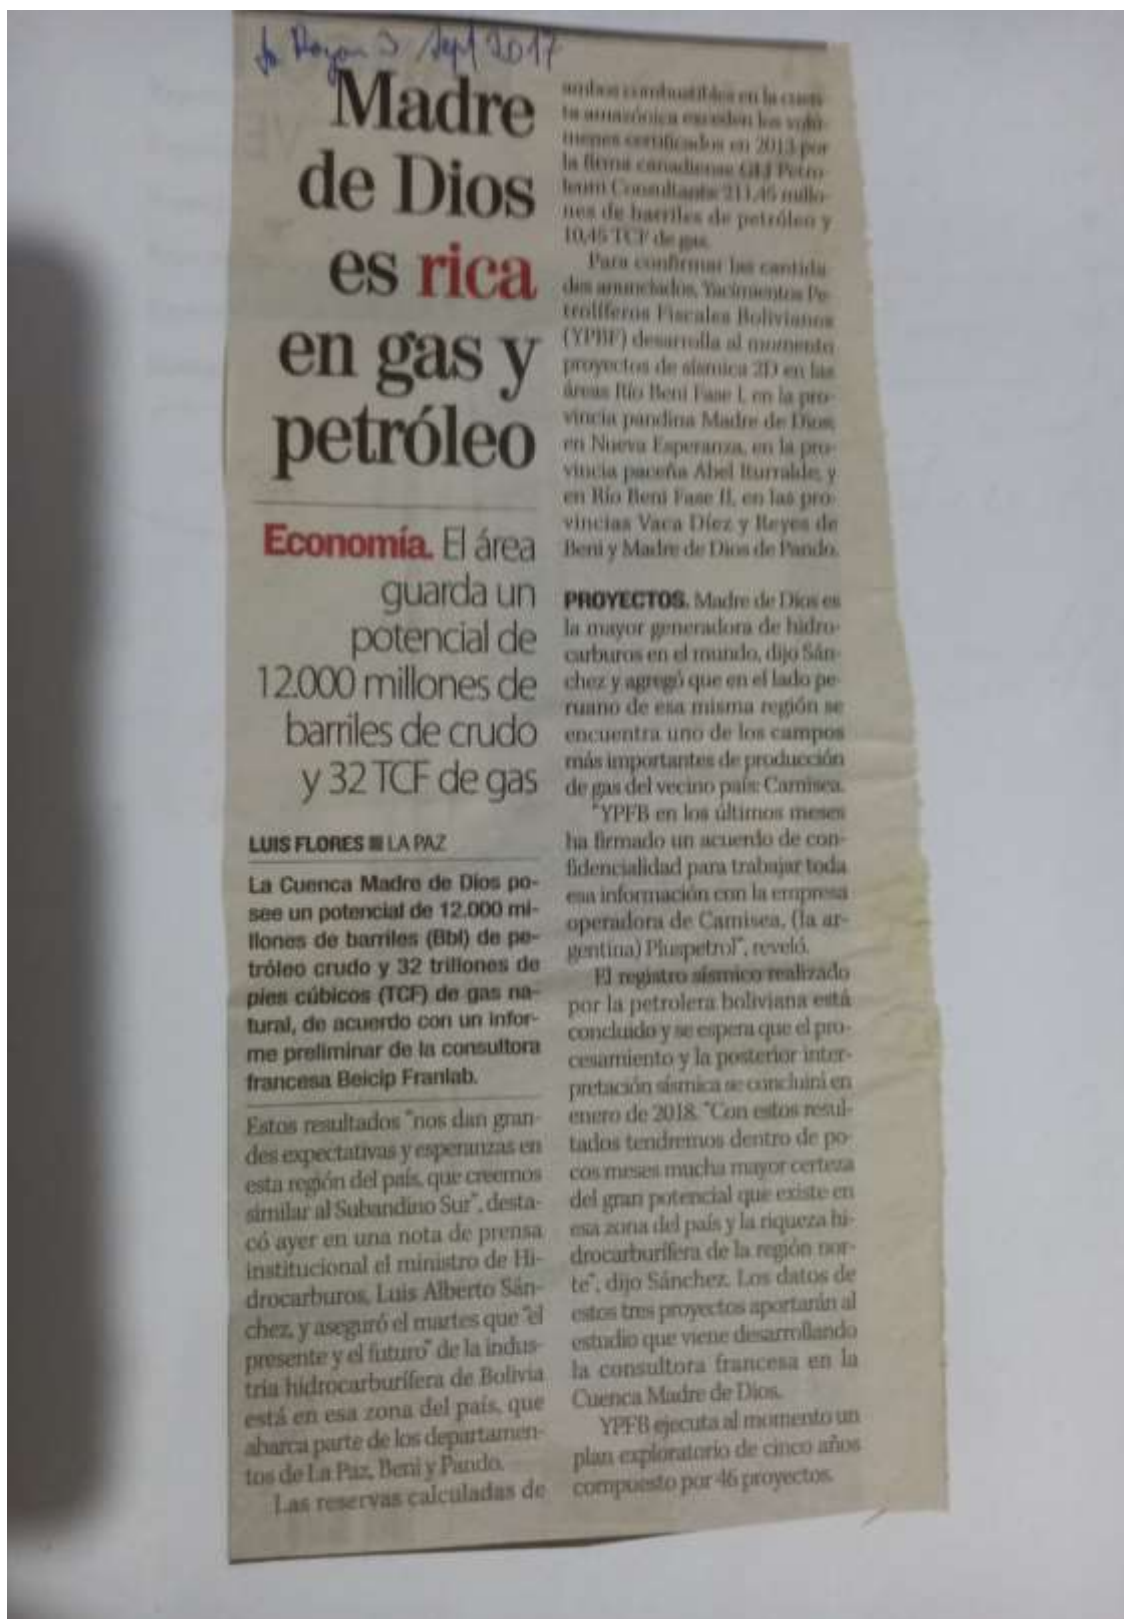 La Razon 3 Sept 2017
Madre
de Dios
es rica
en gas y
petróleo
Economía. El área
guarda un
potencial de
12.000 millones de
barriles de crudo
y 32 TCF de gas
LUIS FLORES ■ LA PAZ
La Cuenca Madre de Dios po-
see un potencial de 12.000 mi-
llones de barriles (Bbl) de pe-
tróleo crudo y 32 trillones de
pies cúbicos (TCF) de gas na-
tural, de acuerdo con un infor-
me preliminar de la consultora
francesa Beicip Franlab.
Estos resultados "nos dan gran-
des expectativas y esperanzas en
esta región del país, que creemos
similar al Subandino Sur", desta-
có ayer en una nota de prensa
institucional el ministro de Hi-
drocarburos, Luis Alberto Sán-
chez, y aseguró el martes que "el
presente y el futuro" de la indus-
tria hidrocarburífera de Bolivia
está en esa zona del país, que
abarca parte de los departamen-
tos de La Paz, Beni y Pando.
Las reservas calculadas de
ambos combustibles en la cuen-
ca amazónica exceden los volú-
menes certificados en 2013 por
la firma canadiense GLJ Petro-
leum Consultants: 211,45 millo-
nes de barriles de petróleo y
10,45 TCF de gas.
Para confirmar las cantida-
des anunciadas, Yacimientos Pe-
trolíferos Fiscales Bolivianos
(YPBF) desarrolla al momento
proyectos de sísmica 2D en las
áreas Río Beni Fase I, en la pro-
vincia pandina Madre de Dios;
en Nueva Esperanza, en la pro-
vincia paceña Abel Iturralde, y
en Río Beni Fase II, en las pro-
vincias Vaca Díez y Reyes de
Beni y Madre de Dios de Pando.
PROYECTOS. Madre de Dios es
la mayor generadora de hidro-
carburos en el mundo, dijo Sán-
chez y agregó que en el lado pe-
ruano de esa misma región se
encuentra uno de los campos
más importantes de producción
de gas del vecino país: Camisea.
"YPFB en los últimos meses
ha firmado un acuerdo de con-
fidencialidad para trabajar toda
esa información con la empresa
operadora de Camisea, (la ar-
gentina) Pluspetrol", reveló.
El registro sísmico realizado
por la petrolera boliviana está
concluido y se espera que el pro-
cesamiento y la posterior inter-
pretación sísmica se concluirá en
enero de 2018. "Con estos resul-
tados tendremos dentro de po-
cos meses mucha mayor certeza
del gran potencial que existe en
esa zona del país y la riqueza hi-
drocarburífera de la región nor-
te", dijo Sánchez. Los datos de
estos tres proyectos aportarán al
estudio que viene desarrollando
la consultora francesa en la
Cuenca Madre de Dios.
YPFB ejecuta al momento un
plan exploratorio de cinco años
compuesto por 46 proyectos.